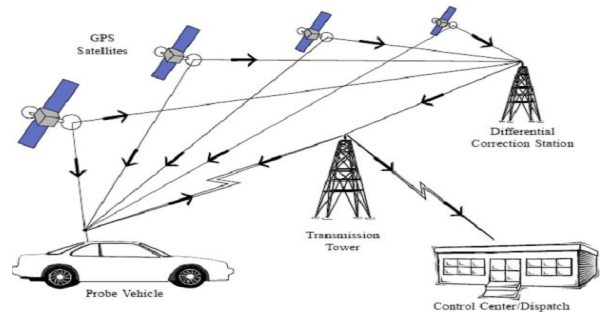 GPS
Satellites
Differential
Correction Station
Transmission
Tower
Probe Vehicle
Control Center/Dispatch